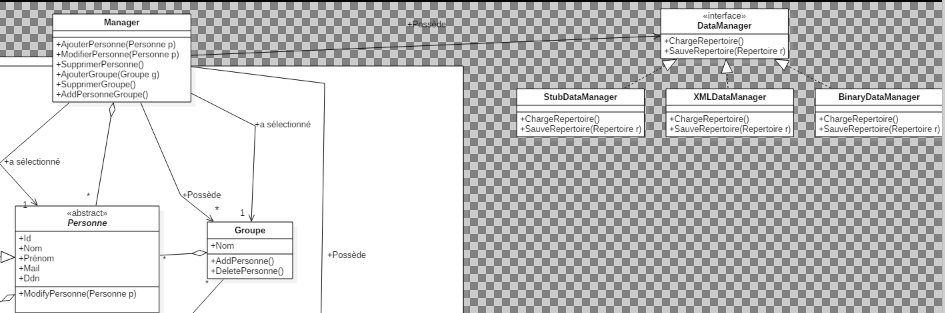 Manager
+AjouterPersonne(Personne p)
+ModifierPersonne(Personne p)
+SupprimerPersonne()
+AjouterGroupe(Groupe g)
+SupprimerGroupe()
+AddPersonneGroupe()
+Possède
«interface»
DataManager
+ChargeRepertoire()
+SauveRepertoire(Repertoire r)
StubDataManager
+ChargeRepertoire()
+SauveRepertoire(Repertoire r)
XMLDataManager
+ChargeRepertoire()
+SauveRepertoire(Repertoire r)
BinaryDataManager
+ChargeRepertoire()
+SauveRepertoire(Repertoire r)
+a sélectionné
1
*
+a sélectionné
1
+Possède
*
«abstract»
Personne
+Id
+Nom
+Prénom
+Mail
+Ddn
+ModifyPersonne(Personne p)
*
Groupe
+Nom
+AddPersonne()
+DeletePersonne()
*
+Possède